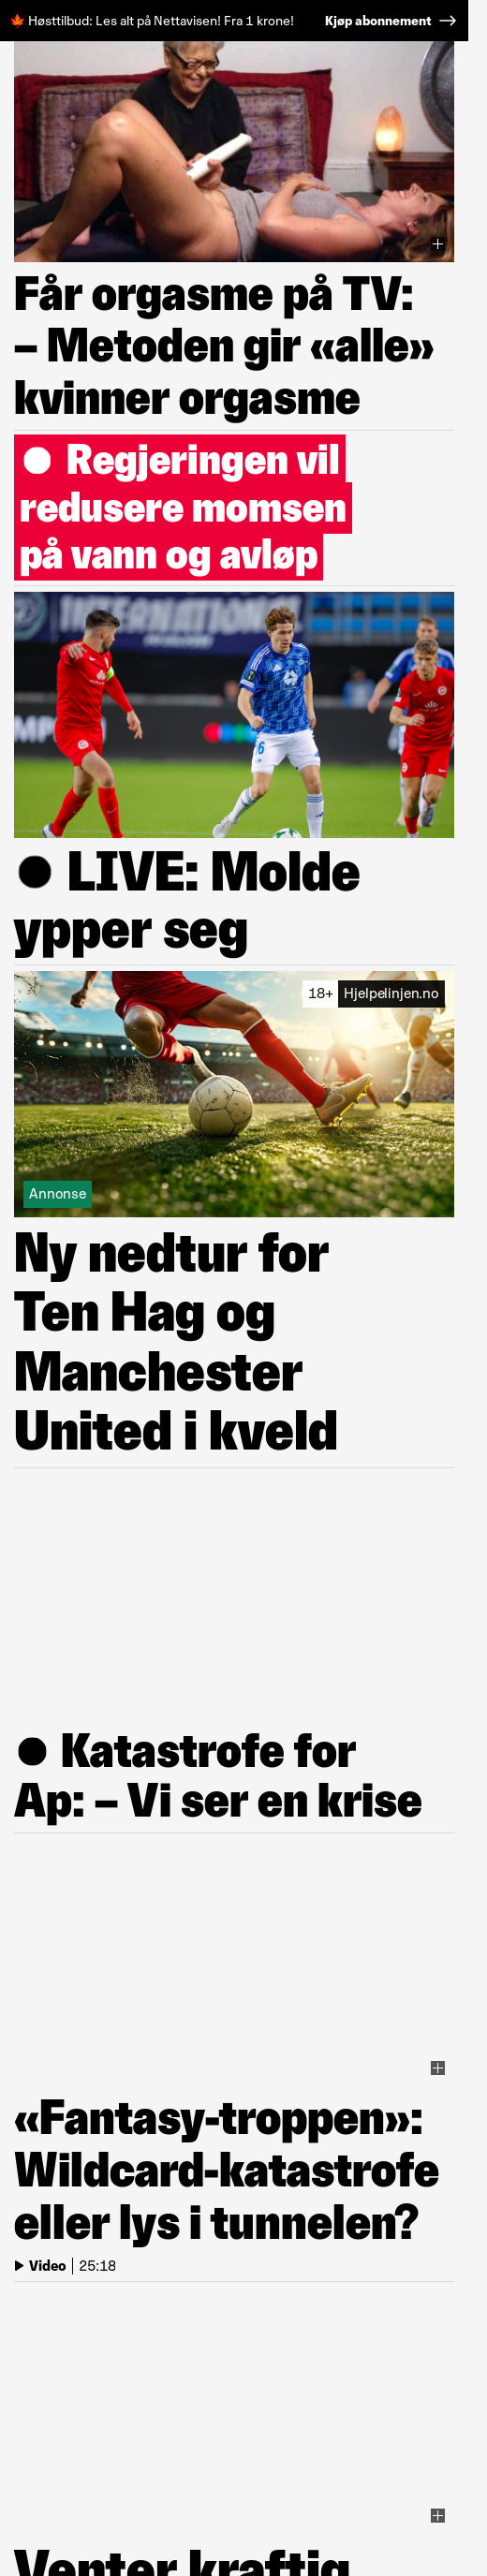 🍁 Høsttilbud: Les alt på Nettavisen! Fra 1 krone! Kjøp abonnement →
Får orgasme på TV:
– Metoden gir «alle»
kvinner orgasme
● Regjeringen vil
redusere momsen
på vann og avløp
● LIVE: Molde
ypper seg
18+ Hjelpelinjen.no
Annonse
Ny nedtur for
Ten Hag og
Manchester
United i kveld
● Katastrofe for
Ap: – Vi ser en krise
«Fantasy-troppen»:
Wildcard-katastrofe
eller lys i tunnelen?
Video | 25:18
Venter kraftig